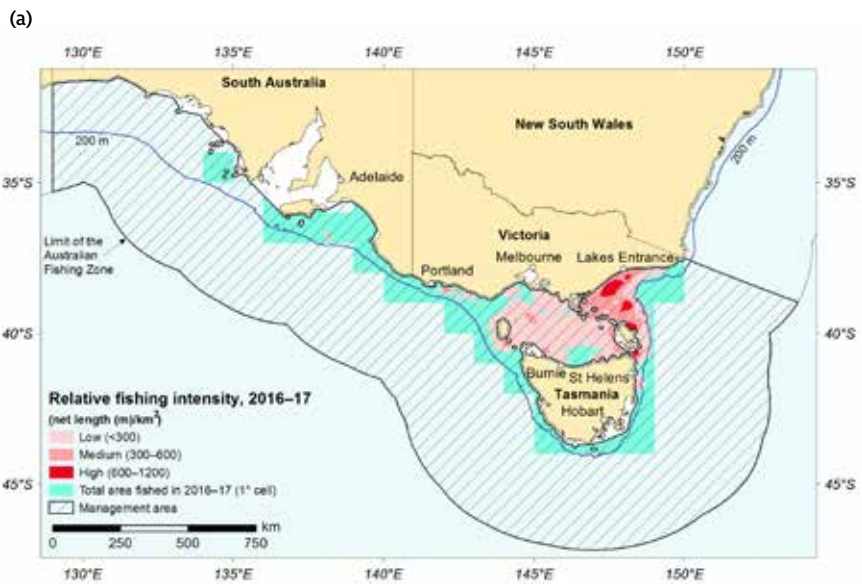 (a)
130°E 135°E 140°E 145°E 150°E
South Australia
New South Wales
200 m
200 m
35°S 35°S
Adelaide
Limit of the
Australian
Fishing Zone
Victoria
Melbourne Lakes Entrance
Portland
40°S 40°S
Burnie St Helens
Tasmania
Hobart
Relative fishing intensity, 2016–17
(net length (m)/km²)
Low (<300)
Medium (300–600)
High (600–1200)
Total area fished in 2016–17 (1° cell)
Management area
45°S 45°S
km
0 250 500 750
130°E 135°E 140°E 145°E 150°E